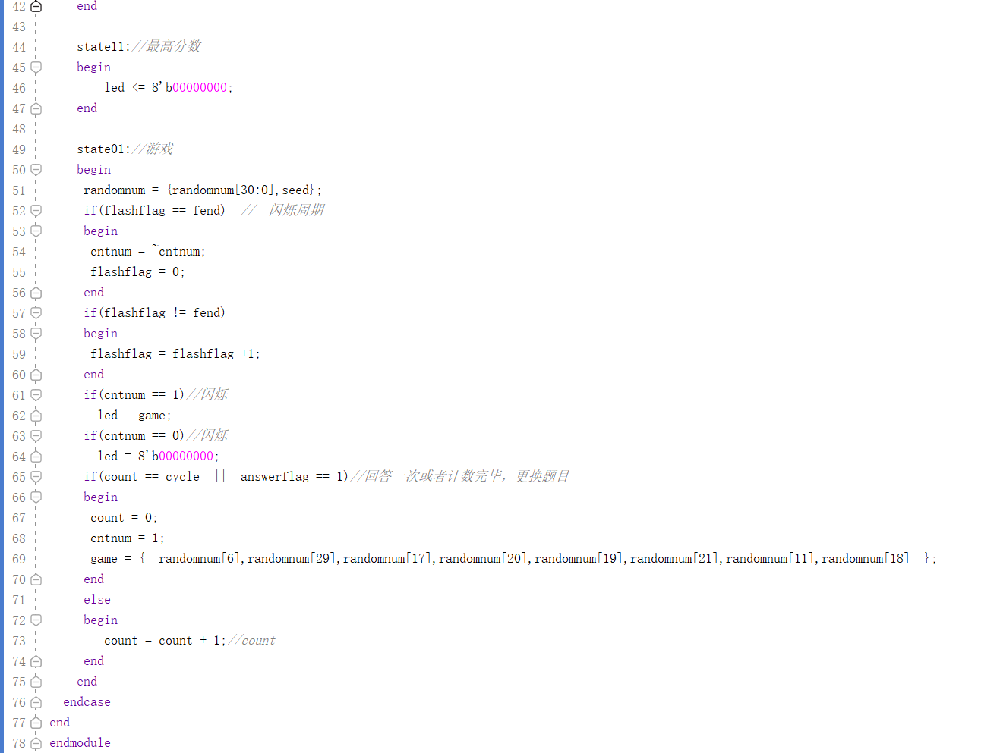 42 end
43
44 state11://最高分数
45 begin
46 led <= 8'b00000000;
47 end
48
49 state01://游戏
50 begin
51 randomnum = {randomnum[30:0],seed};
52 if(flashflag == fend) // 闪烁周期
53 begin
54 cntnum = ~cntnum;
55 flashflag = 0;
56 end
57 if(flashflag != fend)
58 begin
59 flashflag = flashflag +1;
60 end
61 if(cntnum == 1)//闪烁
62 led = game;
63 if(cntnum == 0)//闪烁
64 led = 8'b00000000;
65 if(count == cycle || answerflag == 1)//回答一次或者计数完毕，更换题目
66 begin
67 count = 0;
68 cntnum = 1;
69 game = { randomnum[6],randomnum[29],randomnum[17],randomnum[20],randomnum[19],randomnum[21],randomnum[11],randomnum[18] };
70 end
71 else
72 begin
73 count = count + 1;//count
74 end
75 end
76 endcase
77 end
78 endmodule